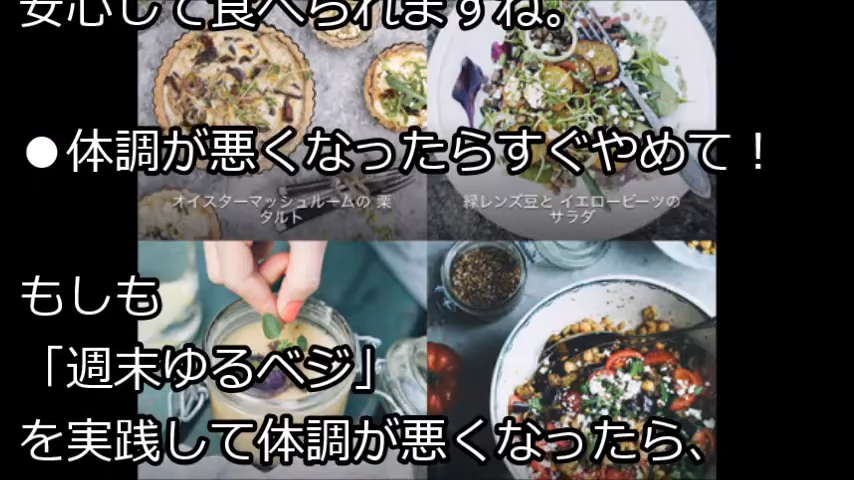 安心して食べられますね。
●体調が悪くなったらすぐやめて！
オイスターマッシュルームの 栗
タルト
緑レンズ豆と イエロービーツの
サラダ
もしも
「週末ゆるベジ」
を実践して体調が悪くなったら、